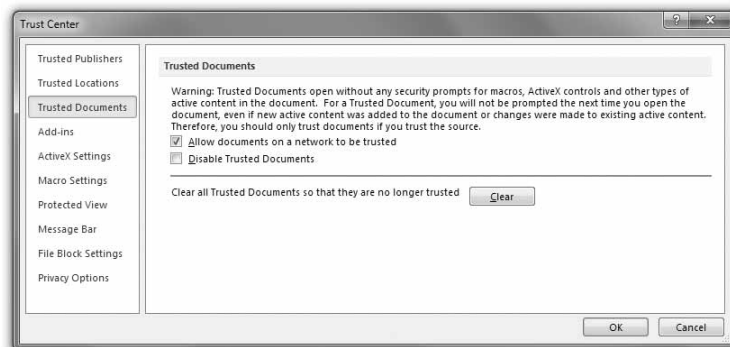 Trust Center
Trusted Publishers
Trusted Locations
Trusted Documents
Add-ins
ActiveX Settings
Macro Settings
Protected View
Message Bar
File Block Settings
Privacy Options
Trusted Documents
Warning: Trusted Documents open without any security prompts for macros, ActiveX controls and other types of
active content in the document. For a Trusted Document, you will not be prompted the next time you open the
document, even if new active content was added to the document or changes were made to existing active content.
Therefore, you should only trust documents if you trust the source.
Allow documents on a network to be trusted
Disable Trusted Documents
Clear all Trusted Documents so that they are no longer trusted Clear
OK Cancel